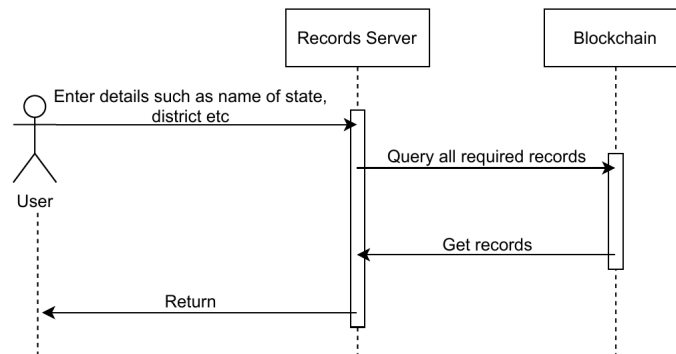 Records Server
Blockchain
Enter details such as name of state,
district etc
Query all required records
User
Get records
Return